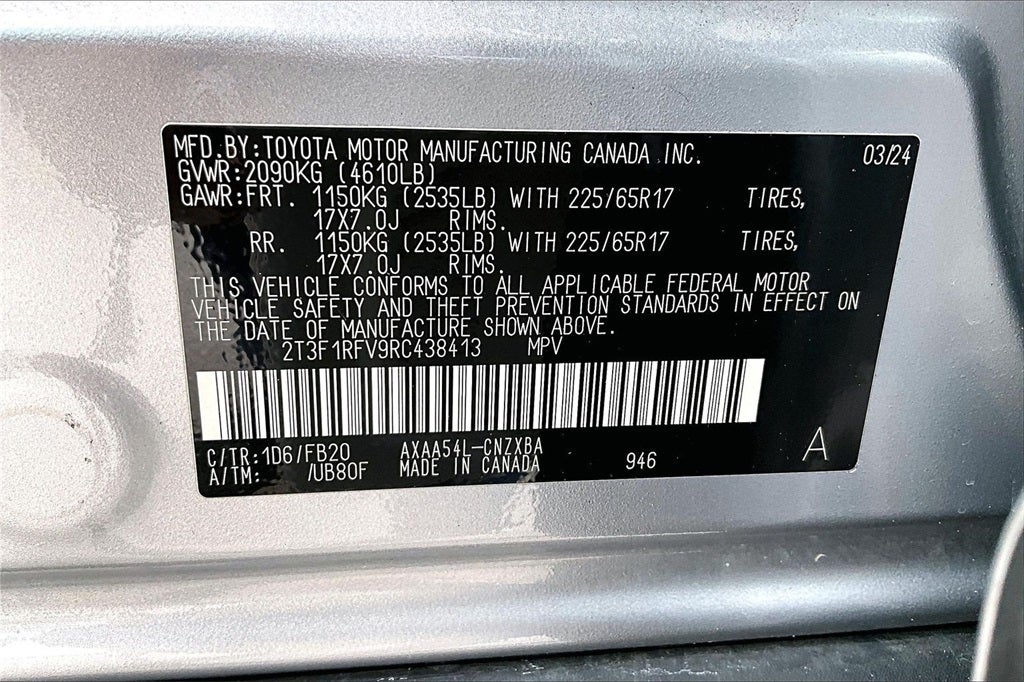 MFD.BY:TOYOTA MOTOR MANUFACTURING CANADA INC. 03/24
GVWR:2090KG (4610LB)
GAWR:FRT. 1150KG (2535LB) WITH 225/65R17 TIRES,
17X7.0J RIMS.
RR. 1150KG (2535LB) WITH 225/65R17 TIRES,
17X7.0J RIMS.
THIS VEHICLE CONFORMS TO ALL APPLICABLE FEDERAL MOTOR
VEHICLE SAFETY AND THEFT PREVENTION STANDARDS IN EFFECT ON
THE DATE OF MANUFACTURE SHOWN ABOVE.
2T3F1RFV9RC438413 MPV
C/TR:1D6/FB20 AXAA54L-CNZXBA
A/TM: /UB80F MADE IN CANADA 946 A